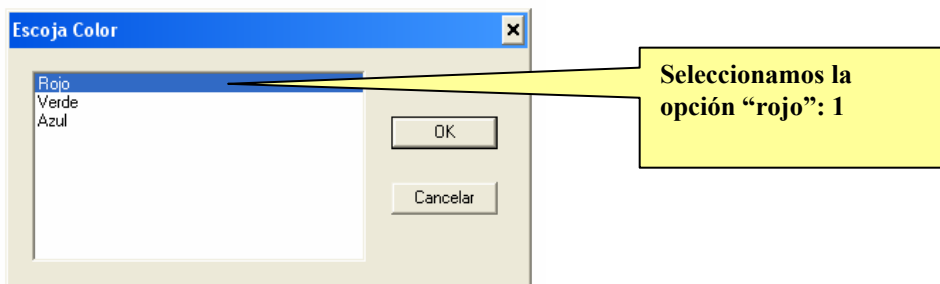 Escoja Color
Rojo
Verde
Azul
OK
Cancelar
Seleccionamos la
opción “rojo”: 1